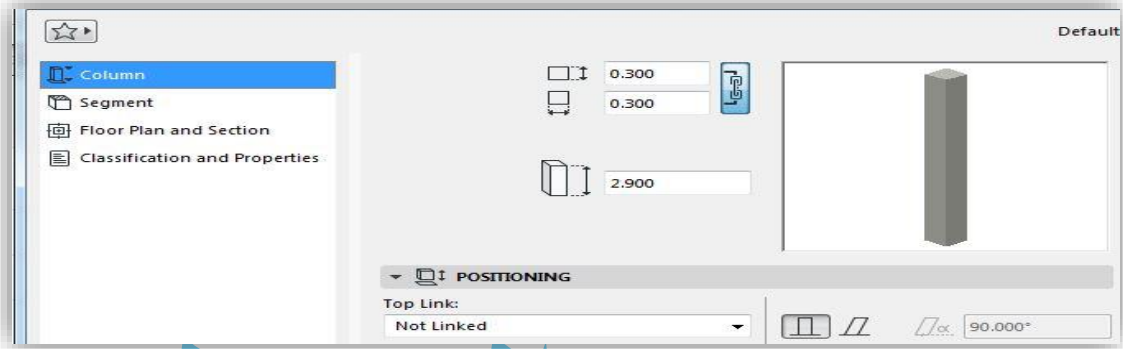 Default
Column
Segment
Floor Plan and Section
Classification and Properties
0.300
0.300
2.900
POSITIONING
Top Link:
Not Linked
α
90.000°